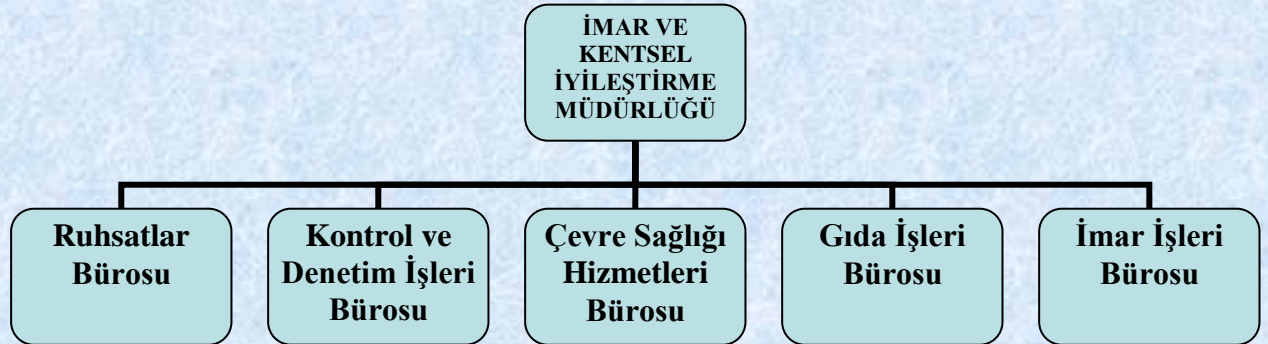 İMAR VE
KENTSEL
İYİLEŞTİRME
MÜDÜRLÜĞÜ
Ruhsatlar
Bürosu
Kontrol ve
Denetim İşleri
Bürosu
Çevre Sağlığı
Hizmetleri
Bürosu
Gıda İşleri
Bürosu
İmar İşleri
Bürosu